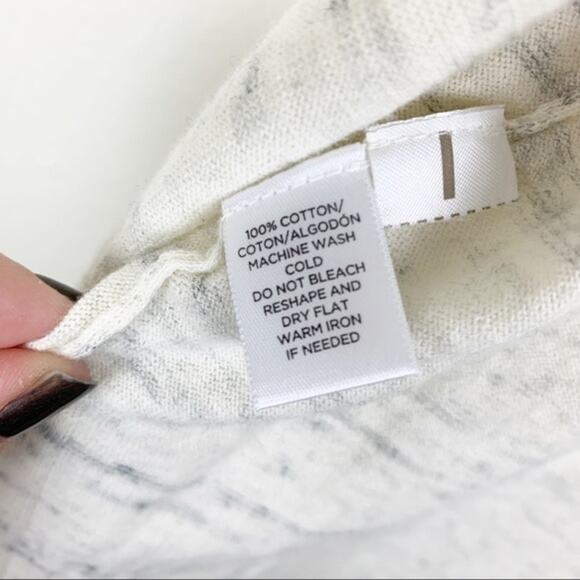 100% COTTON/
COTON/ALGODÓN
MACHINE WASH
COLD
DO NOT BLEACH
RESHAPE AND
DRY FLAT
WARM IRON
IF NEEDED